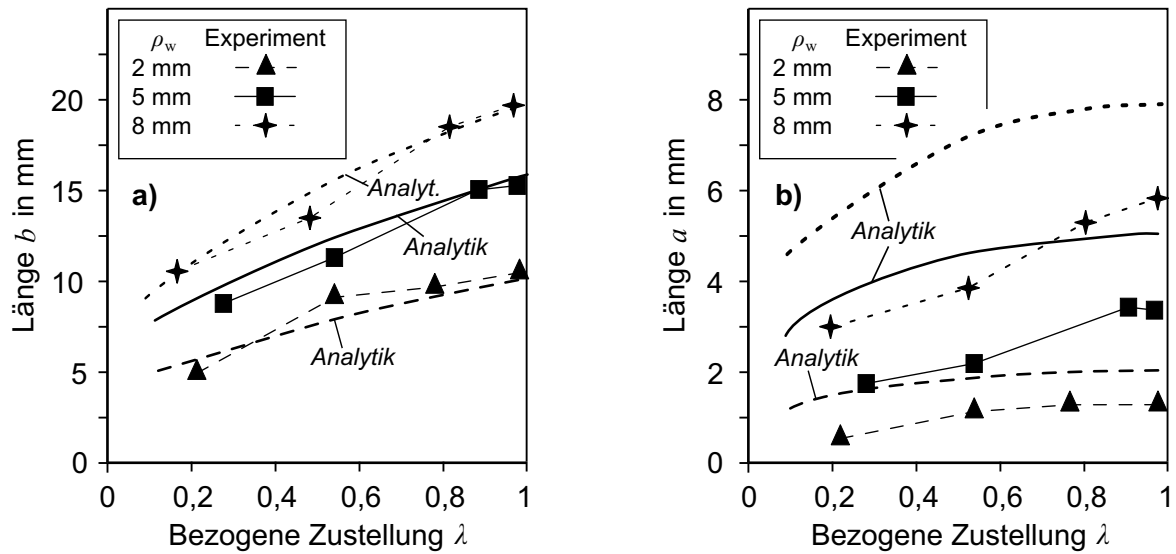 ρw Experiment
2 mm
5 mm
8 mm
20
15
10
5
0
Länge b in mm
a)
Analyt.
Analytik
Analytik
0 0,2 0,4 0,6 0,8 1
Bezogene Zustellung λ
ρw Experiment
2 mm
5 mm
8 mm
8
6
4
2
0
Länge a in mm
b)
Analytik
Analytik
0 0,2 0,4 0,6 0,8 1
Bezogene Zustellung λ